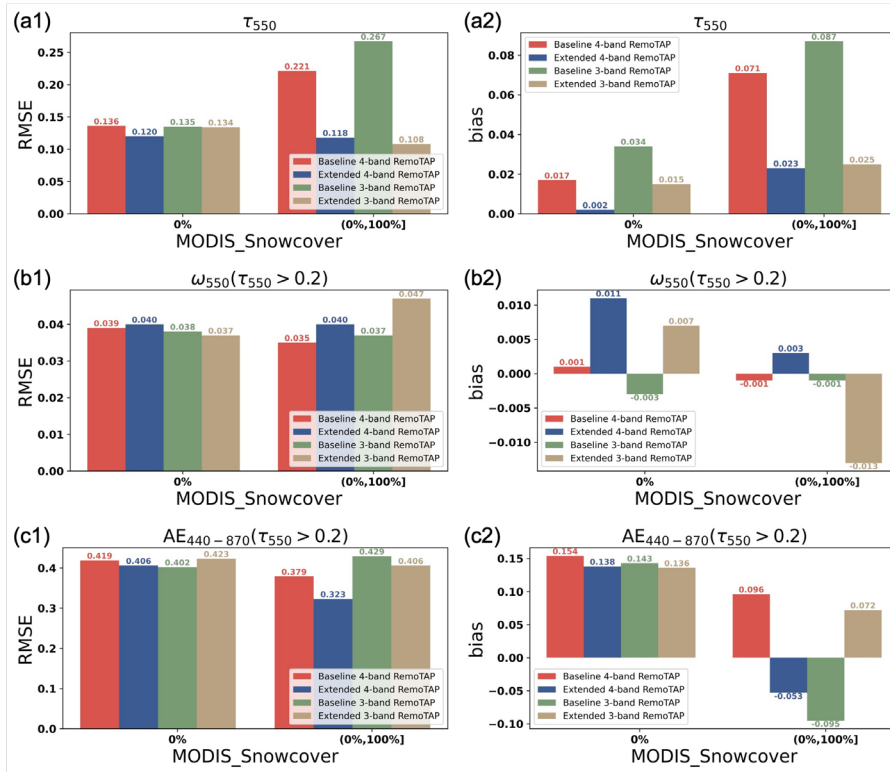 (a1)
τ550
RMSE
0.25
0.20
0.15
0.10
0.05
0.00
0.136
0.120
0.135
0.134
0.221
0.118
0.267
0.108
Baseline 4-band RemoTAP
Extended 4-band RemoTAP
Baseline 3-band RemoTAP
Extended 3-band RemoTAP
0%
(0%,100%]
MODIS_Snowcover
(a2)
τ550
bias
0.08
0.06
0.04
0.02
0.00
Baseline 4-band RemoTAP
Extended 4-band RemoTAP
Baseline 3-band RemoTAP
Extended 3-band RemoTAP
0.017
0.002
0.034
0.015
0.071
0.023
0.087
0.025
0%
(0%,100%]
MODIS_Snowcover
(b1)
ω550(τ550 > 0.2)
RMSE
0.04
0.03
0.02
0.01
0.00
0.039
0.040
0.038
0.037
0.035
0.040
0.037
0.047
Baseline 4-band RemoTAP
Extended 4-band RemoTAP
Baseline 3-band RemoTAP
Extended 3-band RemoTAP
0%
(0%,100%]
MODIS_Snowcover
(b2)
ω550(τ550 > 0.2)
bias
0.010
0.005
0.000
−0.005
−0.010
0.001
0.011
-0.003
0.007
-0.001
0.003
-0.001
-0.013
Baseline 4-band RemoTAP
Extended 4-band RemoTAP
Baseline 3-band RemoTAP
Extended 3-band RemoTAP
0%
(0%,100%]
MODIS_Snowcover
(c1)
AE440−870(τ550 > 0.2)
RMSE
0.4
0.3
0.2
0.1
0.0
0.419
0.406
0.402
0.423
0.379
0.323
0.429
0.406
Baseline 4-band RemoTAP
Extended 4-band RemoTAP
Baseline 3-band RemoTAP
Extended 3-band RemoTAP
0%
(0%,100%]
MODIS_Snowcover
(c2)
AE440−870(τ550 > 0.2)
bias
0.15
0.10
0.05
0.00
−0.05
−0.10
0.154
0.138
0.143
0.136
0.096
-0.053
-0.095
0.072
Baseline 4-band RemoTAP
Extended 4-band RemoTAP
Baseline 3-band RemoTAP
Extended 3-band RemoTAP
0%
(0%,100%]
MODIS_Snowcover